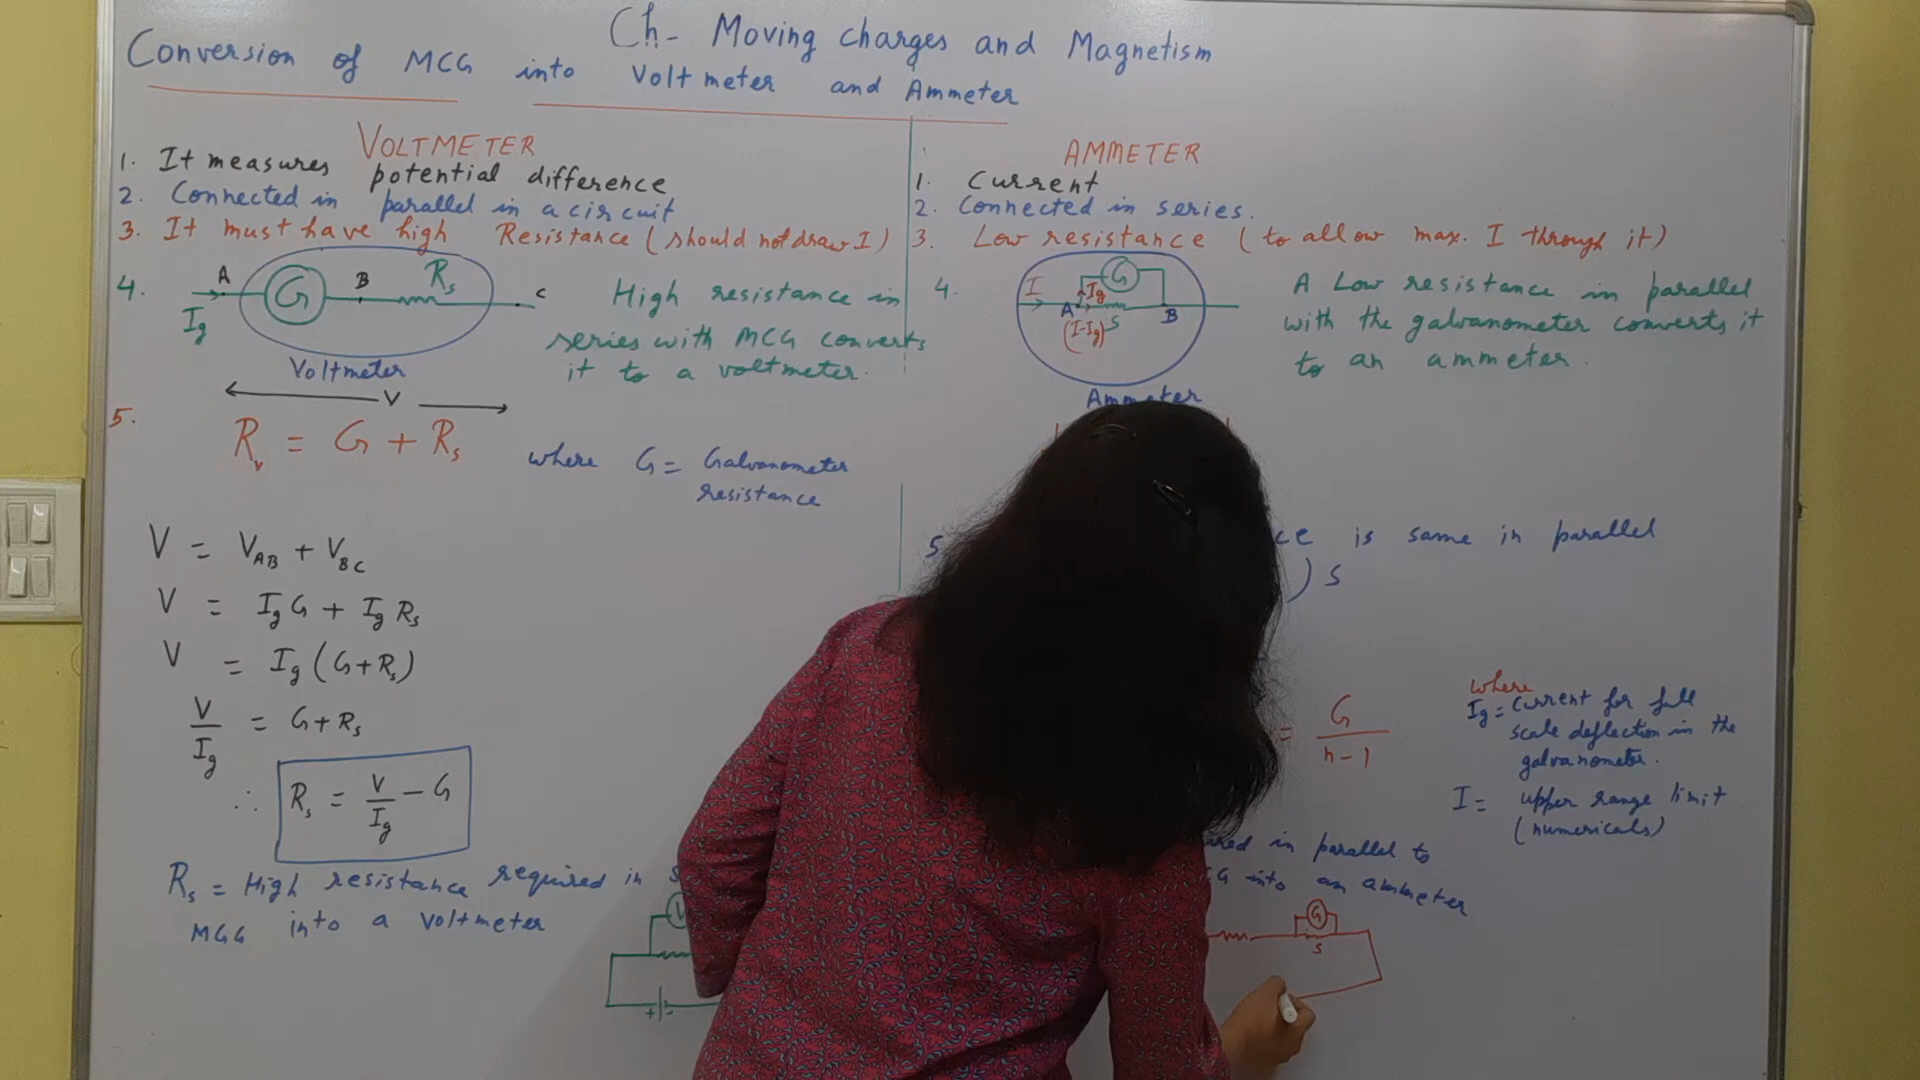 Ch- Moving charges and Magnetism
Conversion of MCG into Voltmeter and Ammeter
VOLTMETER
1. It measures potential difference
2. Connected in parallel in a circuit
3. It must have high Resistance (should not draw I)
4.
A G B Rs C
Ig
Voltmeter
V
High resistance in
series with MCG converts
it to a voltmeter.
5.
Rv = G + Rs
where G = Galvanometer
resistance
V = VAB + VBC
V = Ig G + Ig Rs
V = Ig (G+Rs)
V/Ig = G+Rs
∴ Rs = V/Ig - G
Rs = High resistance required in
MCG into a voltmeter
V
+ -
AMMETER
1. Current
2. Connected in series.
3. Low resistance (to allow max. I through it)
4.
G
I Ig
A S B
(I-Ig)
Ammeter
A Low resistance in parallel
with the galvanometer converts it
to an ammeter.
5
is same in parallel
) S
= G/n-1
where
Ig = Current for full
scale deflection in the
galvanometer.
I = upper range limit
(numericals)
in parallel to
into an ammeter
G
S